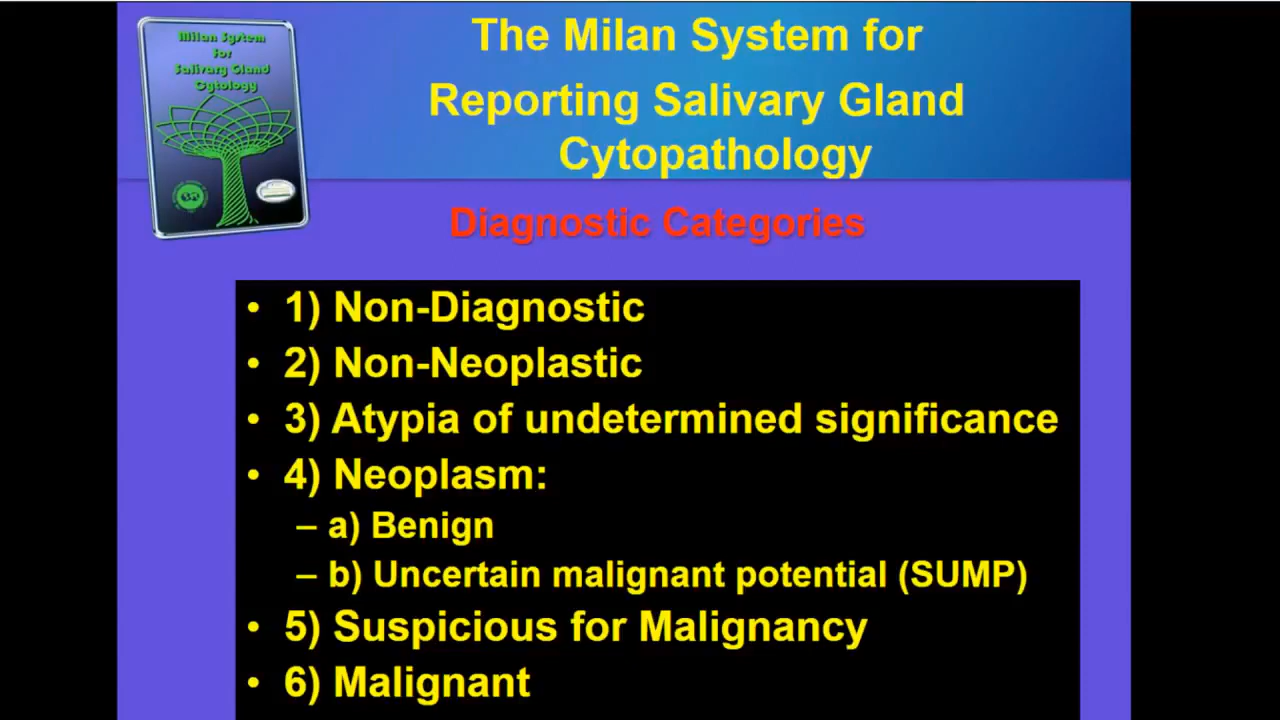 Milan System
for
Salivary Gland
Cytology
The Milan System for
Reporting Salivary Gland
Cytopathology
Diagnostic Categories
• 1) Non-Diagnostic
• 2) Non-Neoplastic
• 3) Atypia of undetermined significance
• 4) Neoplasm:
– a) Benign
– b) Uncertain malignant potential (SUMP)
• 5) Suspicious for Malignancy
• 6) Malignant